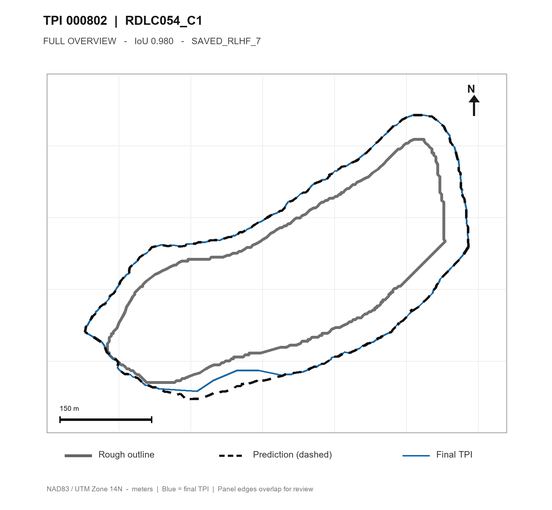 TPI 000802 | RDLC054_C1
FULL OVERVIEW - IoU 0.980 - SAVED_RLHF_7
N
150 m
Rough outline
Prediction (dashed)
Final TPI
NAD83 / UTM Zone 14N - meters | Blue = final TPI | Panel edges overlap for review